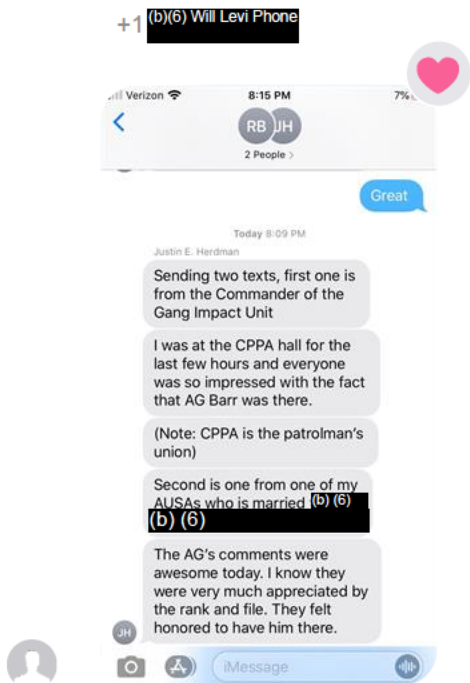 +1 (b)(6) Will Levi Phone
Verizon 8:15 PM 7%
RB JH
2 People >
Great
Today 8:09 PM
Justin E. Herdman
Sending two texts, first one is
from the Commander of the
Gang Impact Unit
I was at the CPPA hall for the
last few hours and everyone
was so impressed with the fact
that AG Barr was there.
(Note: CPPA is the patrolman's
union)
Second is one from one of my
AUSAs who is married (b) (6)
(b) (6)
The AG's comments were
awesome today. I know they
were very much appreciated by
the rank and file. They felt
honored to have him there.
JH
iMessage